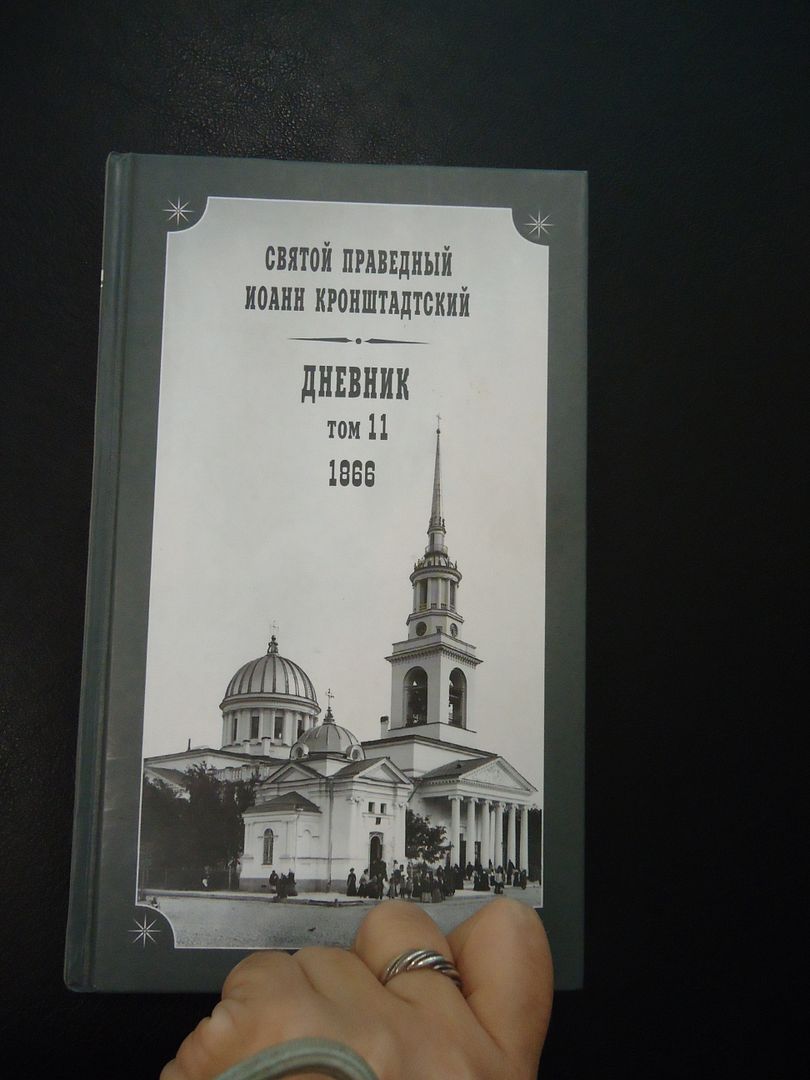 СВЯТОЙ ПРАВЕДНЫЙ
ИОАНН КРОНШТАДТСКИЙ
ДНЕВНИК
ТОМ 11
1866